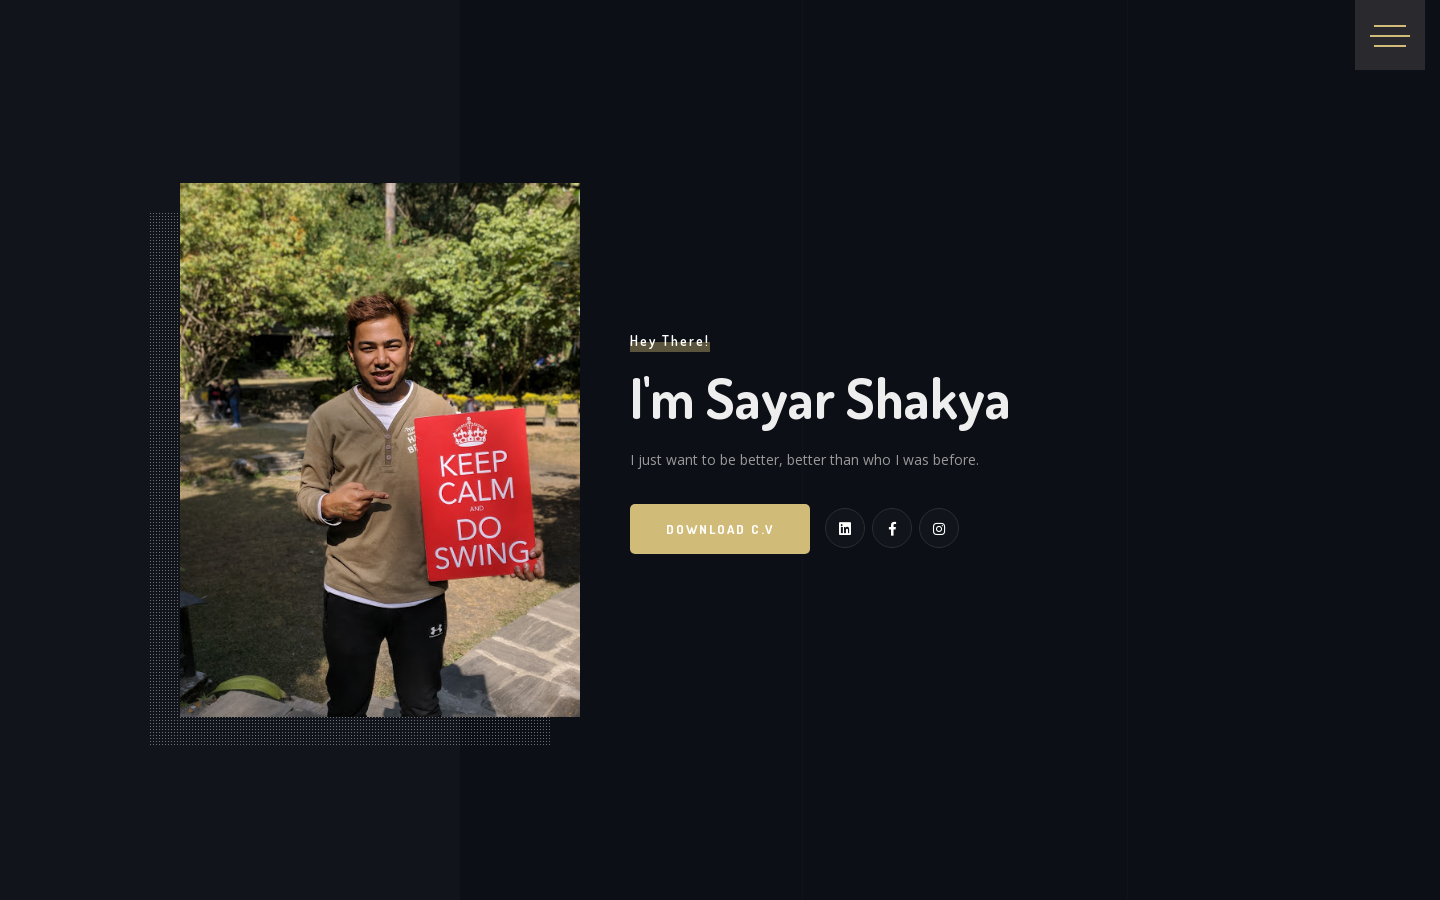 Hey There!
I'm Sayar Shakya
I just want to be better, better than who I was before.
DOWNLOAD C.V
KEEP
CALM
AND
DO
SWING